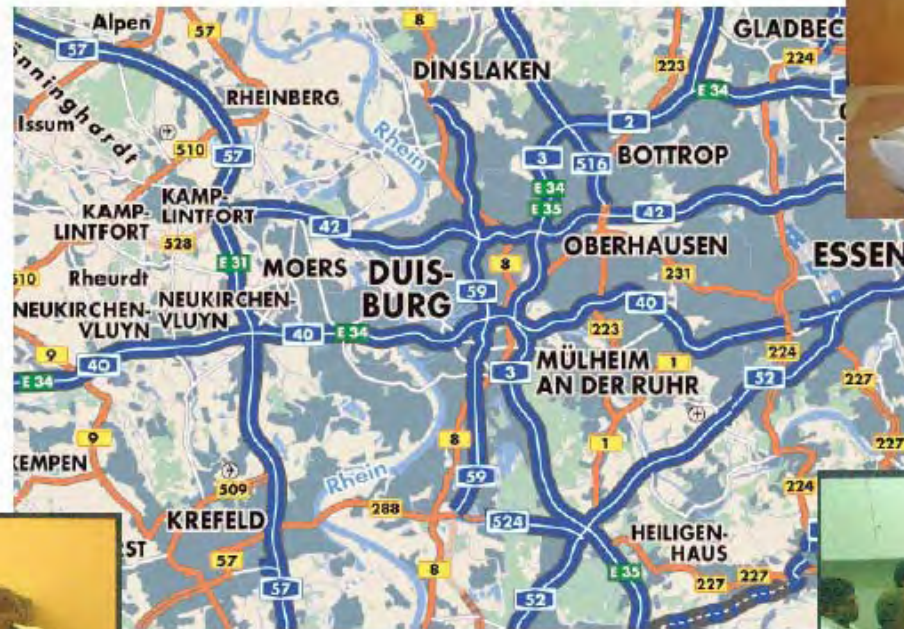 Alpen
57
8
GLADBEC
57
Bönninghardt
DINSLAKEN
223
224
E 34
RHEINBERG
Issum
Rhein
2
510
57
3
516
BOTTROP
E 34
E 35
KAMP-
LINTFORT
KAMP-
LINTFORT
42
42
528
OBERHAUSEN
E 31
MOERS
DUIS-
BURG
8
ESSEN
510
Rheurdt
59
231
NEUKIRCHEN-
VLUYN
NEUKIRCHEN-
VLUYN
40
40
E 34
223
9
40
E 34
3
MÜLHEIM
AN DER RUHR
1
224
52
227
9
8
1
227
KEMPEN
Rhein
59
509
224
KREFELD
288
524
HEILIGEN-
HAUS
ST
57
8
E 35
227
227
57
52